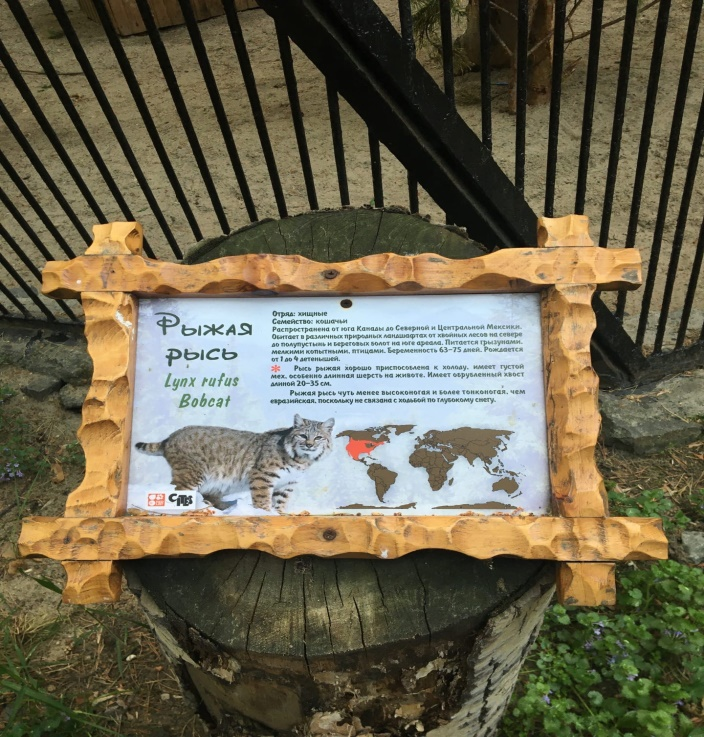 Рыжая
рысь
Lynx rufus
Bobcat
Отряд: хищные
Семейство: кошачьи
Распространена от юга Канады до Северной и Центральной Мексики.
Обитает в различных природных ландшафтах от хвойных лесов на севере
до полупустынь и береговых болот на юге ареала. Питается грызунами,
мелкими копытными, птицами. Беременность 63-75 дней. Рождается
от 1 до 4 детенышей.
* Рысь рыжая хорошо приспособлена к холоду, имеет густой
мех, особенно длинная шерсть на животе. Имеет обрубленный хвост
длиной 20-35 см.
Рыжая рысь чуть менее высоконогая и более тонконогая, чем
евразийская, поскольку не связана с ходьбой по глубокому снегу.
CITES